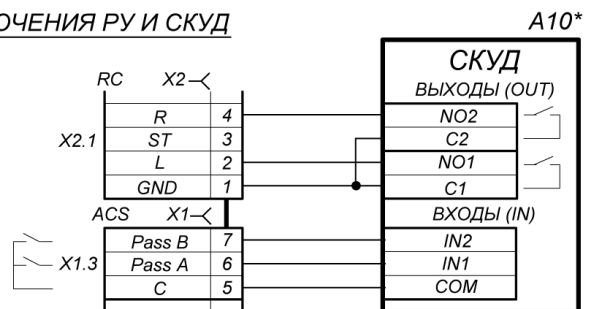 ОЧЕНИЯ РУ И СКУД
A10*
RC X2
X2.1
R 4
ST 3
L 2
GND 1
ACS X1
X1.3
Pass B 7
Pass A 6
C 5
СКУД
ВЫХОДЫ (OUT)
NO2
C2
NO1
C1
ВХОДЫ (IN)
IN2
IN1
COM